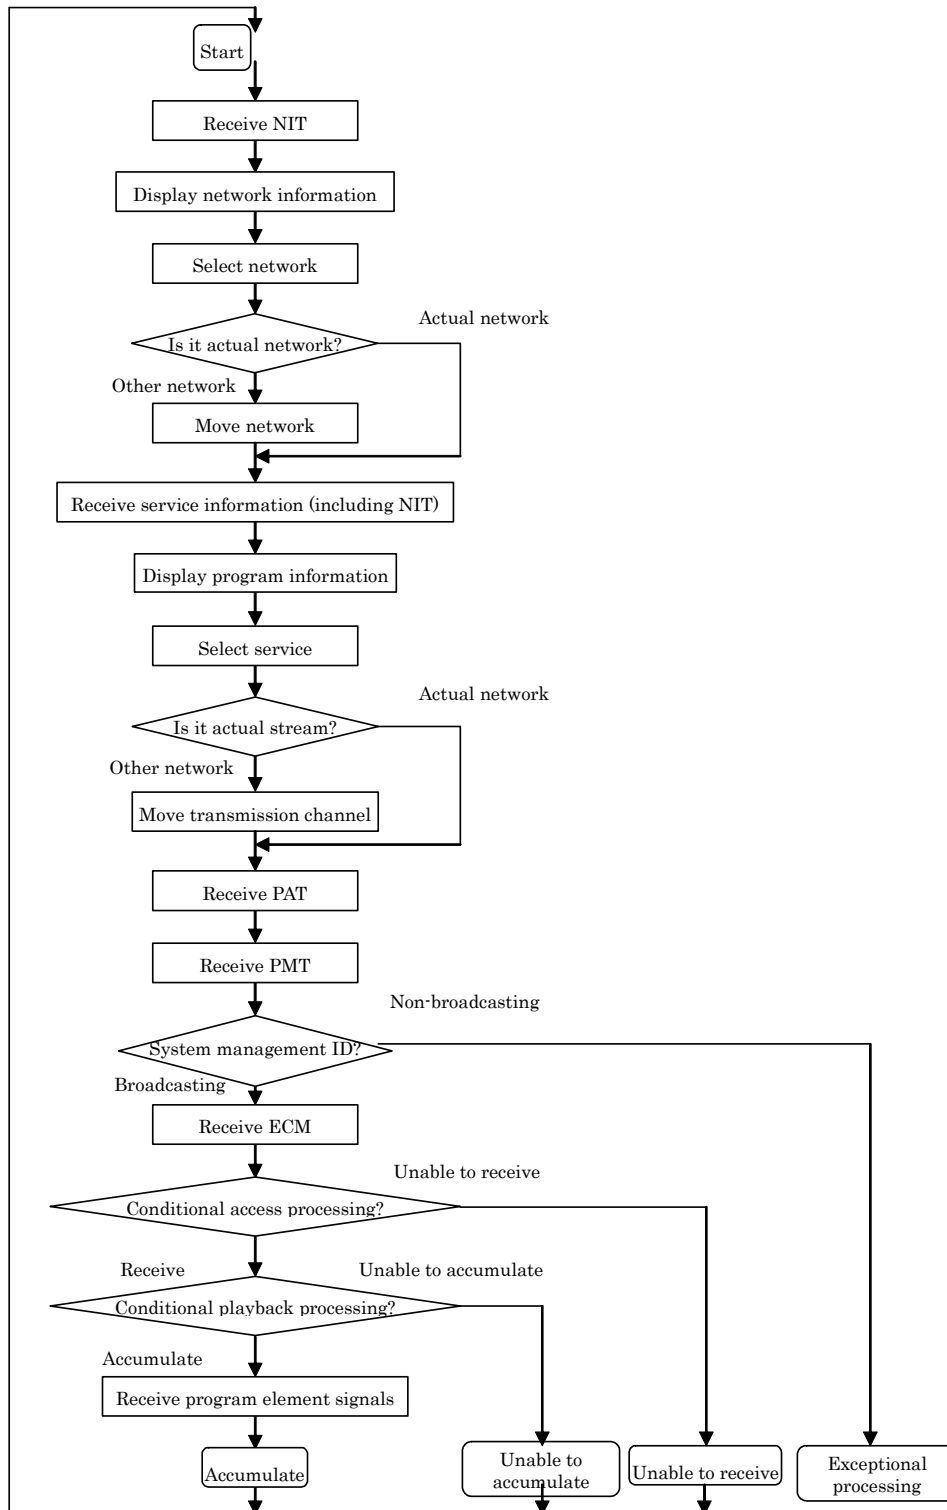 Start
Receive NIT
Display network information
Select network
Actual network
Is it actual network?
Other network
Move network
Receive service information (including NIT)
Display program information
Select service
Actual network
Is it actual stream?
Other network
Move transmission channel
Receive PAT
Receive PMT
Non-broadcasting
System management ID?
Broadcasting
Receive ECM
Unable to receive
Conditional access processing?
Receive
Unable to accumulate
Conditional playback processing?
Accumulate
Receive program element signals
Accumulate
Unable to
accumulate
Unable to receive
Exceptional
processing